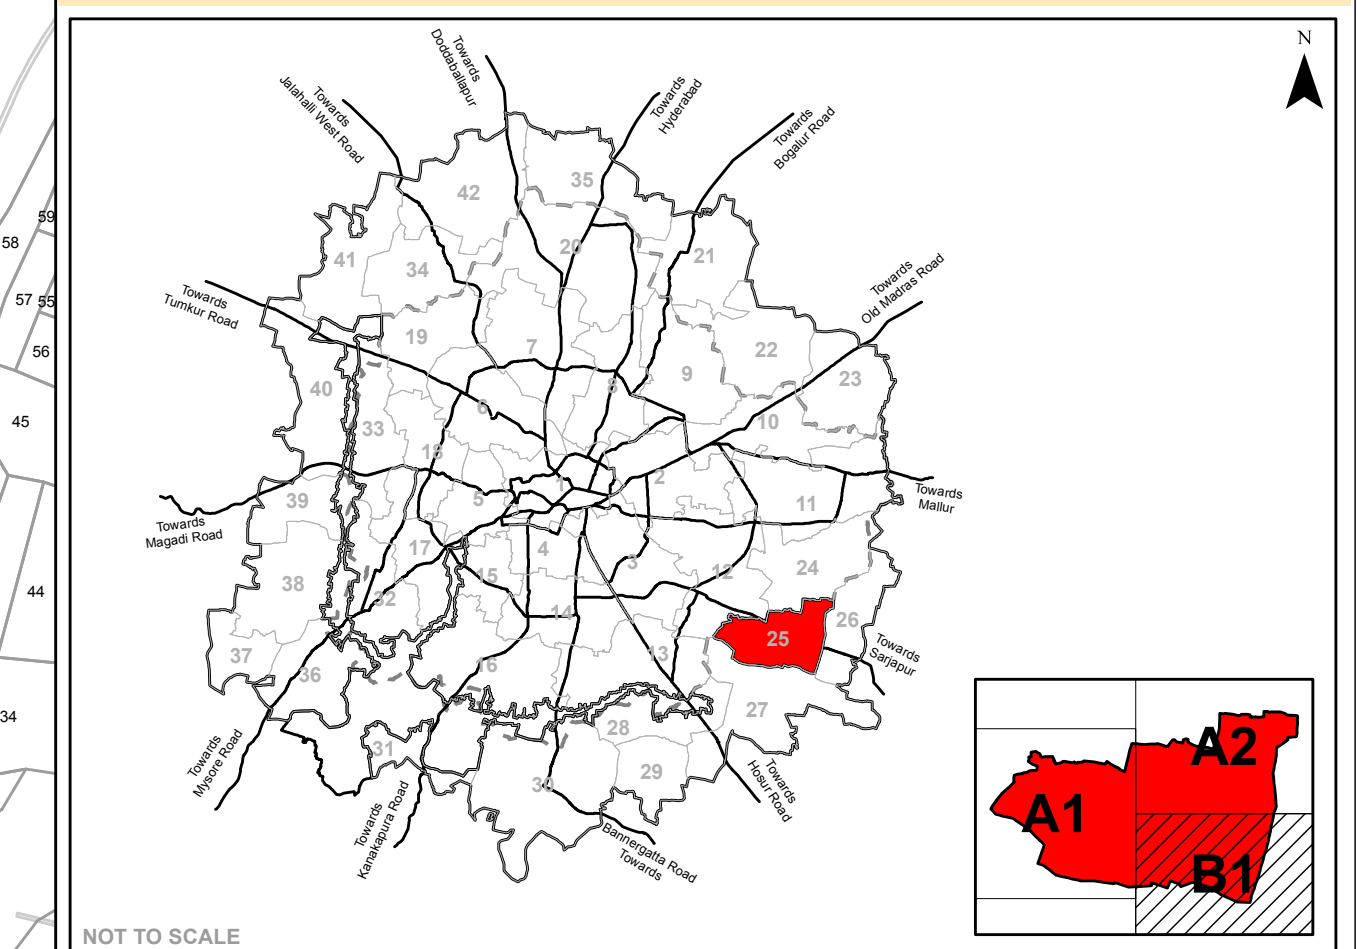 N
Towards
Doddaballapur
Towards
Jalahalli West Road
Towards
Hyderabad
Towards
Bogalur Road
42
35
59
58
20
21
41
34
Towards
Old Madras Road
Towards
Tumkur Road
57
55
19
7
22
56
9
23
8
40
6
45
10
33
18
2
1
5
39
11
Towards
Mallur
Towards
Magadi Road
17
4
3
24
12
15
38
44
32
14
26
25
Towards
Sarjapur
37
13
16
36
34
27
28
31
A2
29
30
Towards
Mysore Road
Towards
Hosur Road
Towards
Kanakapura Road
A1
Bannergatta Road
Towards
B1
NOT TO SCALE